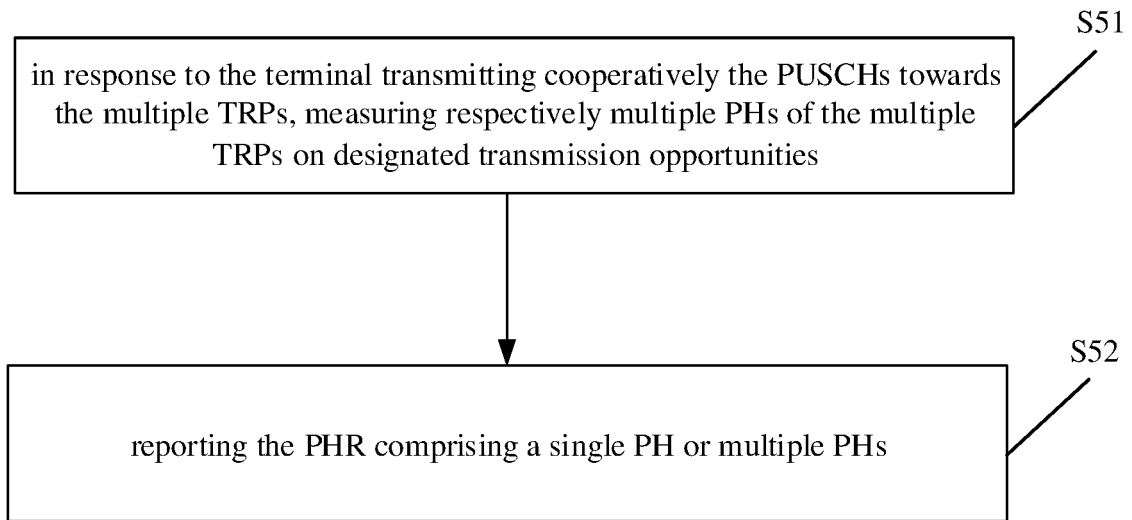 S51
in response to the terminal transmitting cooperatively the PUSCHs towards
the multiple TRPs, measuring respectively multiple PHs of the multiple
TRPs on designated transmission opportunities
S52
reporting the PHR comprising a single PH or multiple PHs